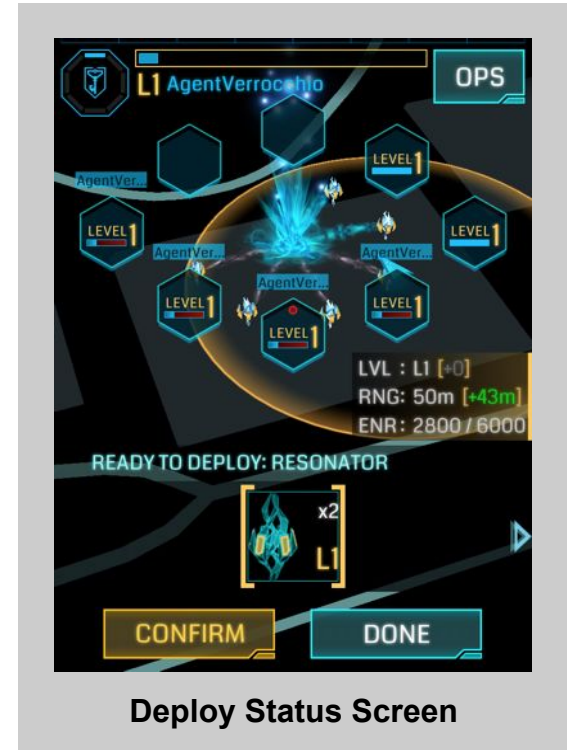 L1 AgentVerrocchio
OPS
LEVEL 1
AgentVer...
LEVEL 1
LEVEL 1
AgentVer...
AgentVer...
AgentVer...
LEVEL 1
LEVEL 1
LEVEL 1
LVL : L1 [+0]
RNG: 50m [+43m]
ENR: 2800 / 6000
READY TO DEPLOY: RESONATOR
x2
L1
CONFIRM
DONE
Deploy Status Screen